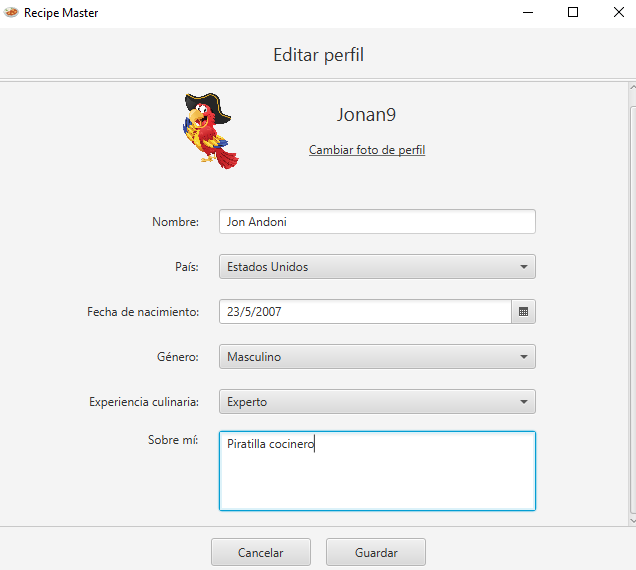 Recipe Master
Editar perfil
Jonan9
Cambiar foto de perfil
Nombre: Jon Andoni
País: Estados Unidos
Fecha de nacimiento: 23/5/2007
Género: Masculino
Experiencia culinaria: Experto
Sobre mí: Piratilla cocinero
Cancelar Guardar